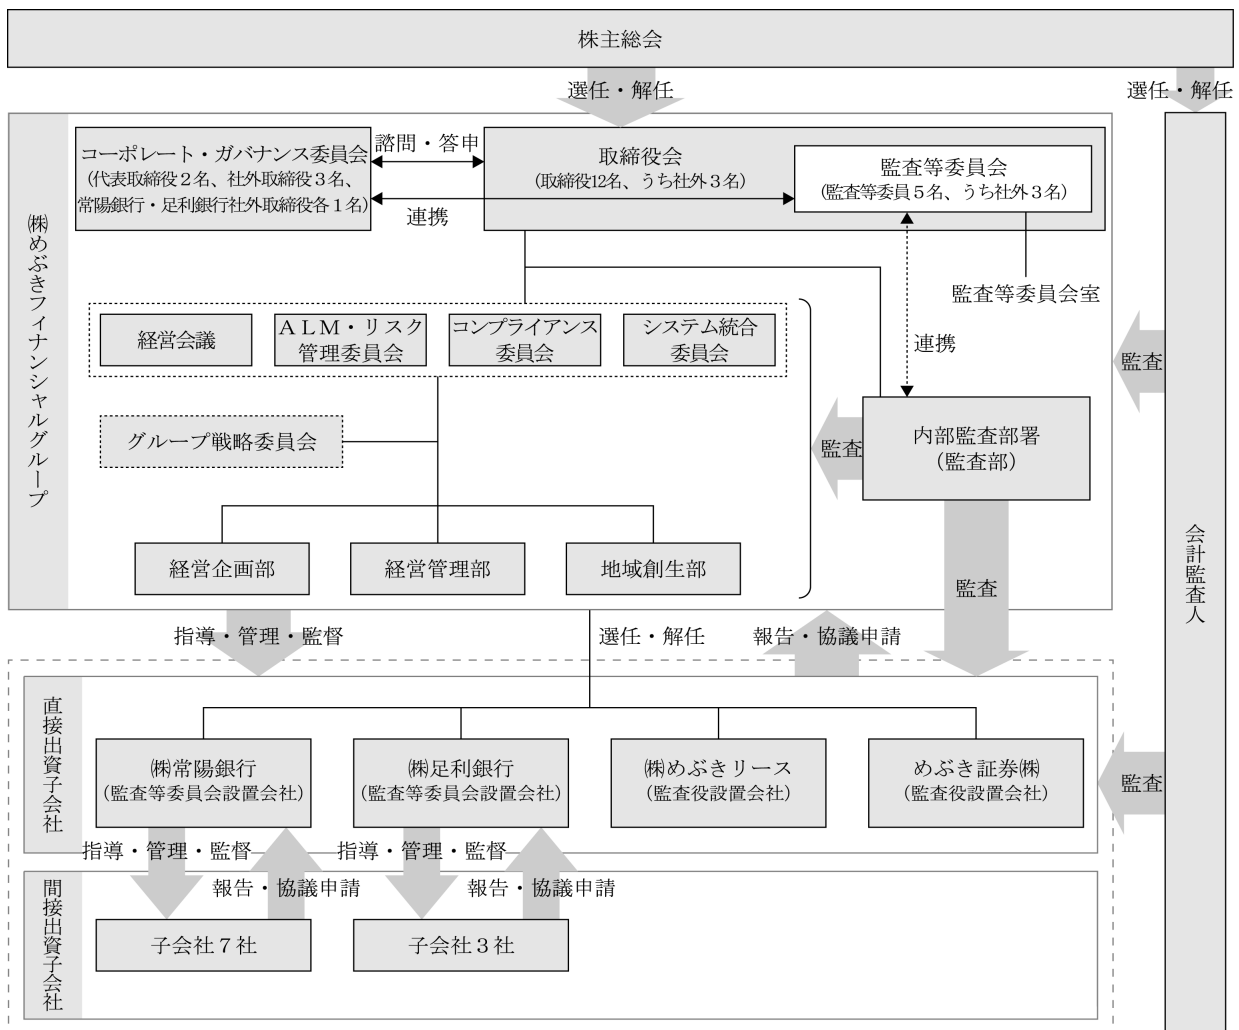 株主総会
選任・解任
選任・解任
コーポレート・ガバナンス委員会
(代表取締役２名、社外取締役３名、
常陽銀行・足利銀行社外取締役各１名)
諮問・答申
連携
取締役会
(取締役12名、うち社外３名)
監査等委員会
(監査等委員５名、うち社外３名)
監査等委員会室
㈱めぶきフィナンシャルグループ
経営会議
ＡＬＭ・リスク
管理委員会
コンプライアンス
委員会
システム統合
委員会
連携
監査
グループ戦略委員会
監査
内部監査部署
(監査部)
経営企画部
経営管理部
地域創生部
監査
会計監査人
指導・管理・監督
選任・解任
報告・協議申請
直接出資子会社
㈱常陽銀行
(監査等委員会設置会社)
㈱足利銀行
(監査等委員会設置会社)
㈱めぶきリース
(監査役設置会社)
めぶき証券㈱
(監査役設置会社)
監査
指導・管理・監督
報告・協議申請
指導・管理・監督
報告・協議申請
間接出資子会社
子会社７社
子会社３社